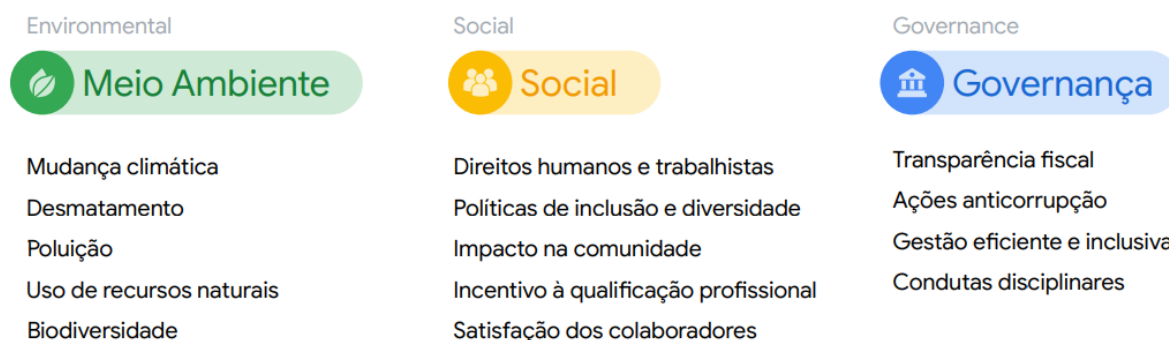 Environmental
Meio Ambiente
Mudança climática
Desmatamento
Poluição
Uso de recursos naturais
Biodiversidade
Social
Social
Direitos humanos e trabalhistas
Políticas de inclusão e diversidade
Impacto na comunidade
Incentivo à qualificação profissional
Satisfação dos colaboradores
Governance
Governança
Transparência fiscal
Ações anticorrupção
Gestão eficiente e inclusiva
Condutas disciplinares